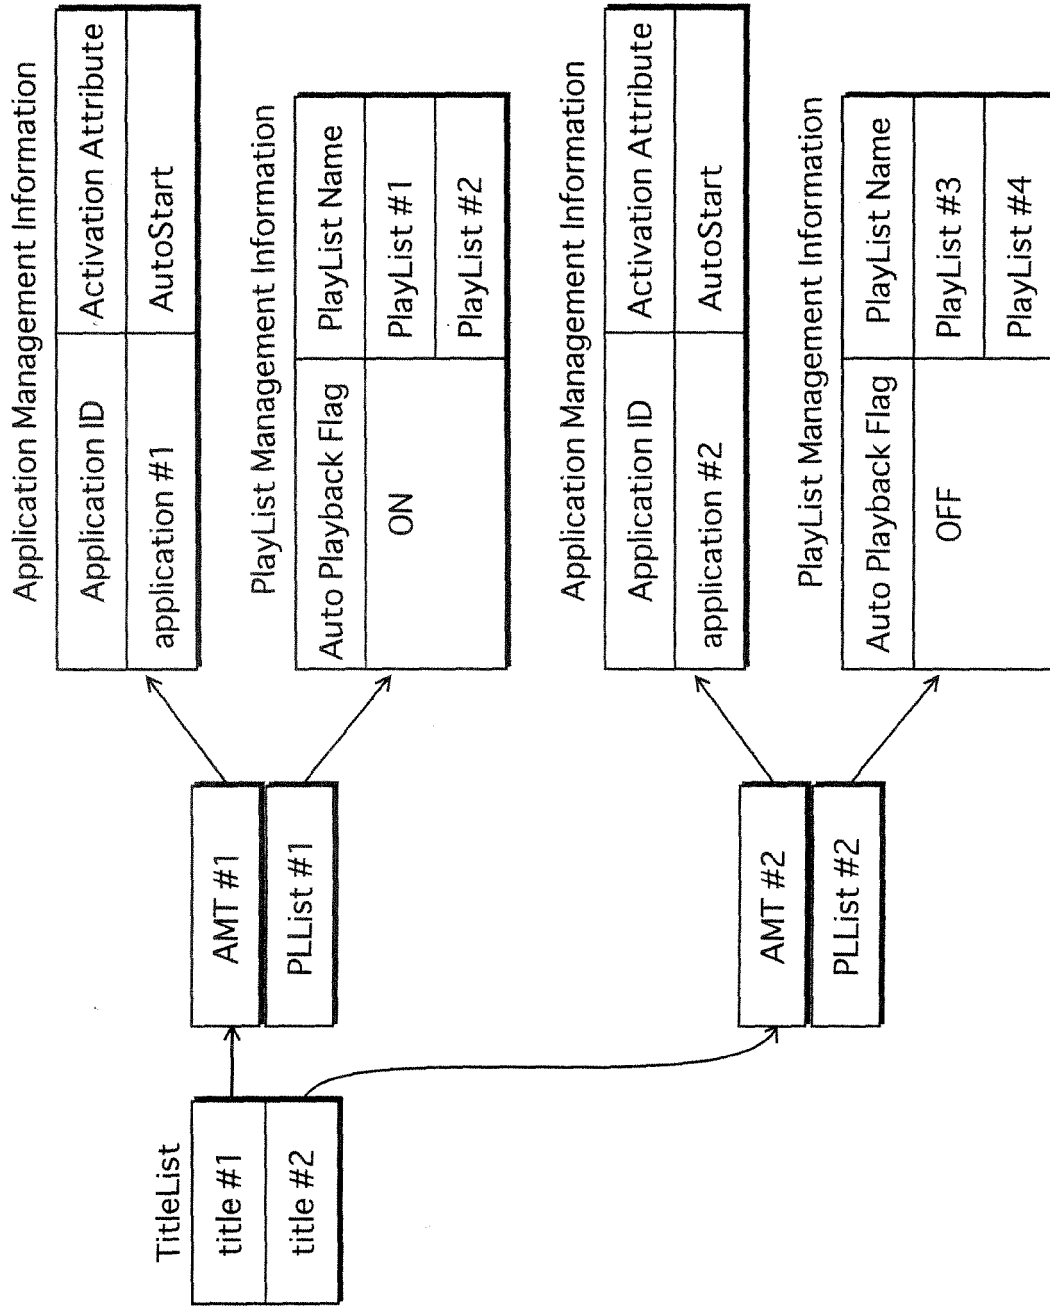 TitleList
title #1
title #2
AMT #1
PLList #1
Application Management Information
Application ID
Activation Attribute
application #1
AutoStart
PlayList Management Information
Auto Playback Flag
PlayList Name
ON
PlayList #1
PlayList #2
AMT #2
PLList #2
Application Management Information
Application ID
Activation Attribute
application #2
AutoStart
PlayList Management Information
Auto Playback Flag
PlayList Name
OFF
PlayList #3
PlayList #4